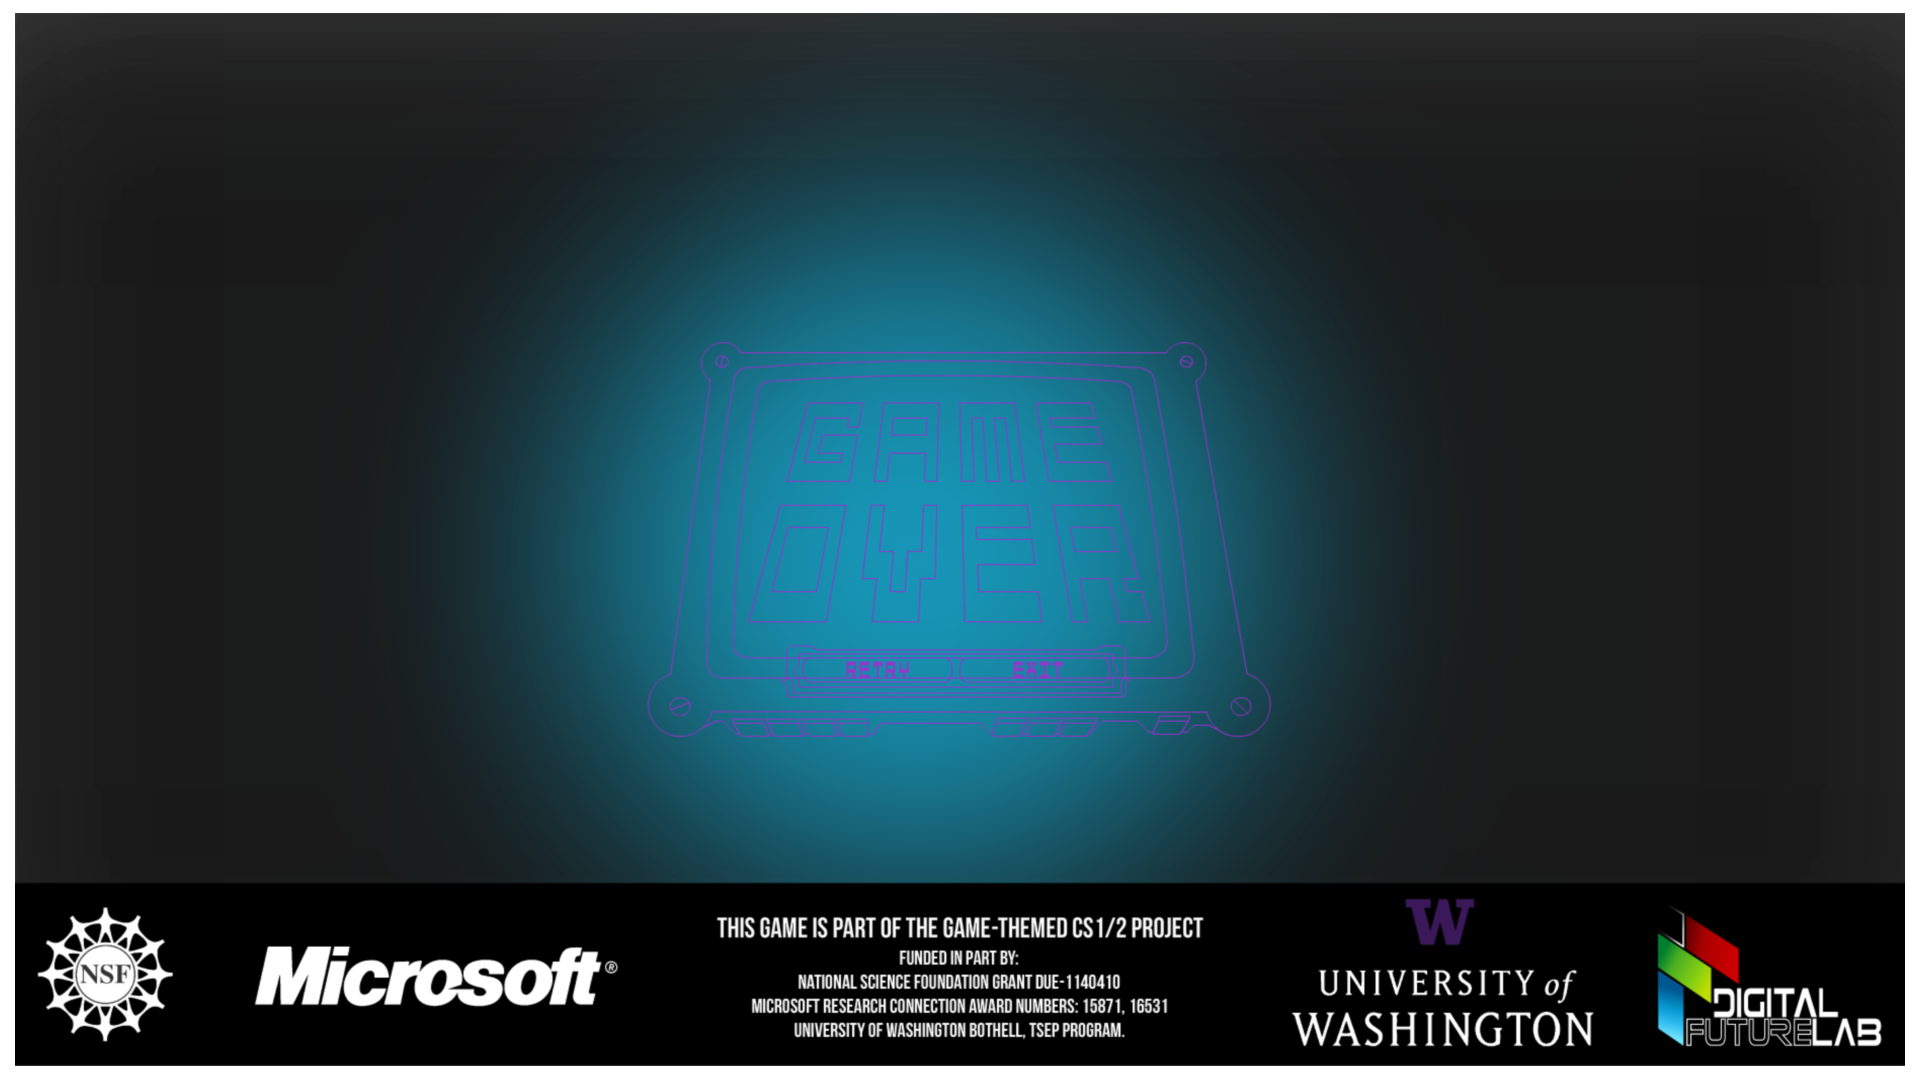 GAME
OVER
RETRY EXIT
NSF
Microsoft®
THIS GAME IS PART OF THE GAME-THEMED CS1/2 PROJECT
FUNDED IN PART BY:
NATIONAL SCIENCE FOUNDATION GRANT DUE-1140410
MICROSOFT RESEARCH CONNECTION AWARD NUMBERS: 15871, 16531
UNIVERSITY OF WASHINGTON BOTHELL, TSEP PROGRAM.
W
UNIVERSITY of
WASHINGTON
DIGITAL
FUTURELAB